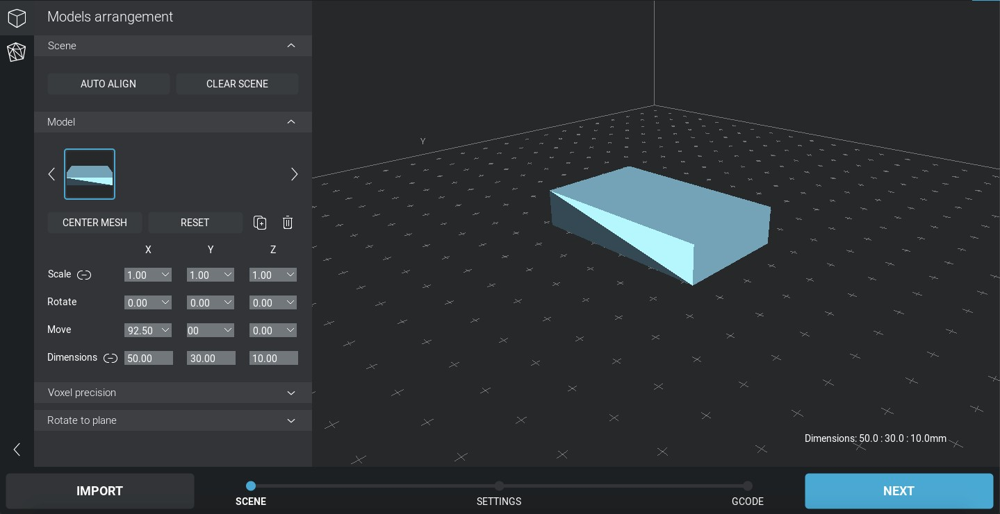 Models arrangement
Scene
AUTO ALIGN CLEAR SCENE
Model
CENTER MESH RESET
X Y Z
Scale 1.00 1.00 1.00
Rotate 0.00 0.00 0.00
Move 92.50 00 0.00
Dimensions 50.00 30.00 10.00
Voxel precision
Rotate to plane
Y
Dimensions: 50.0 : 30.0 : 10.0mm
IMPORT
SCENE SETTINGS GCODE
NEXT